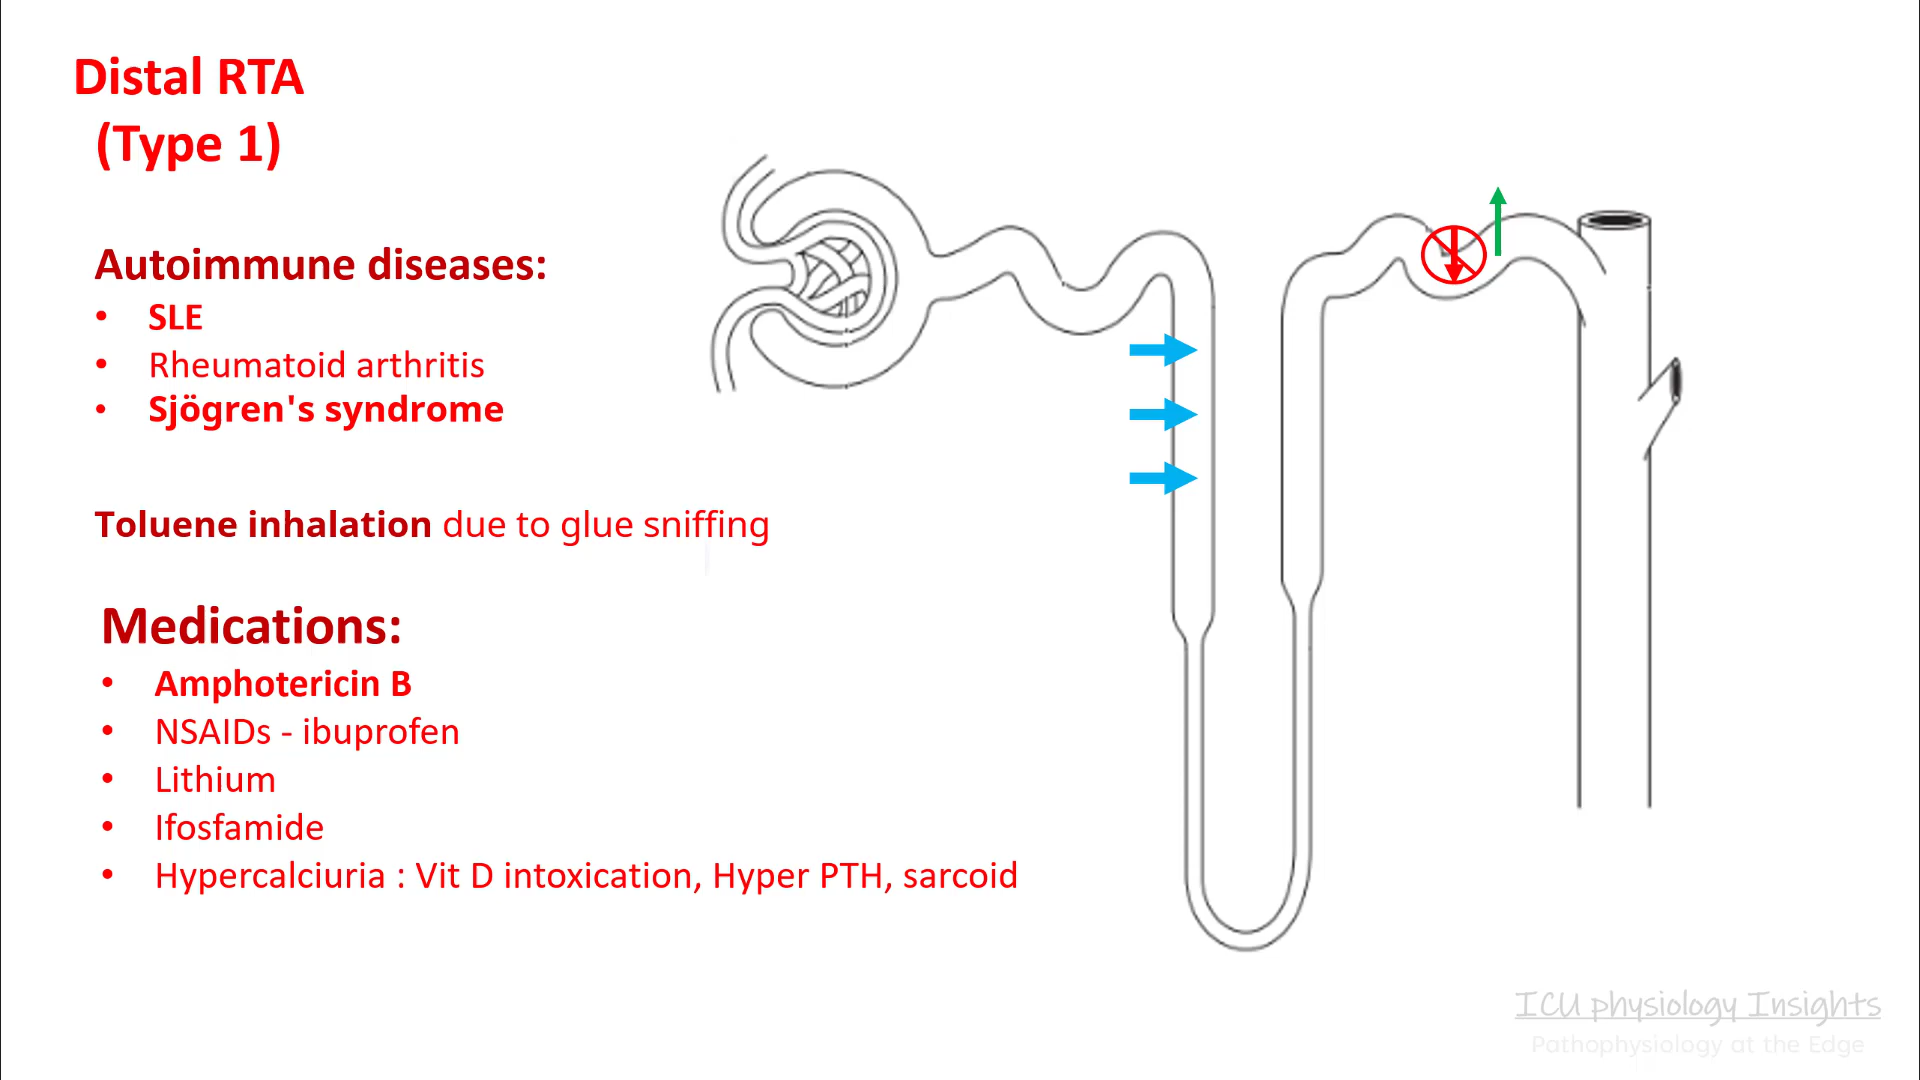 Distal RTA
(Type 1)
Autoimmune diseases:
• SLE
• Rheumatoid arthritis
• Sjögren's syndrome
Toluene inhalation due to glue sniffing
Medications:
• Amphotericin B
• NSAIDs - ibuprofen
• Lithium
• Ifosfamide
• Hypercalciuria : Vit D intoxication, Hyper PTH, sarcoid
ICU physiology Insights
Pathophysiology at the Edge